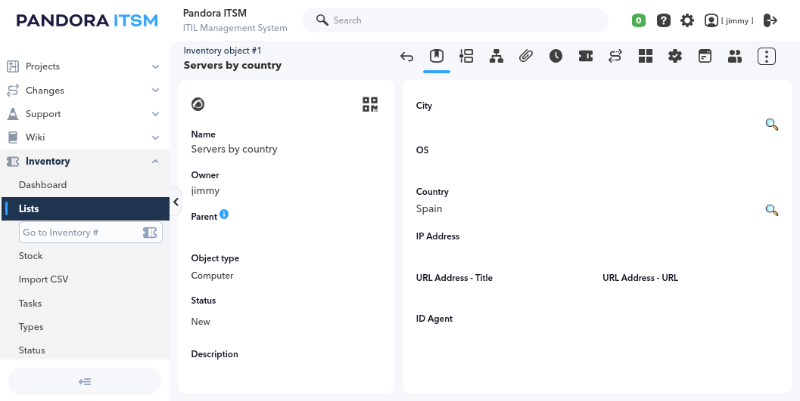 PANDORA ITSM
Pandora ITSM
ITIL Management System
Search
0
?
[ jimmy ]
Projects
Changes
Support
Wiki
Inventory
Dashboard
Lists
Go to Inventory #
Stock
Import CSV
Tasks
Types
Status
Inventory object #1
Servers by country
Name
Servers by country
Owner
jimmy
Parent i
Object type
Computer
Status
New
Description
City
OS
Country
Spain
IP Address
URL Address - Title
URL Address - URL
ID Agent